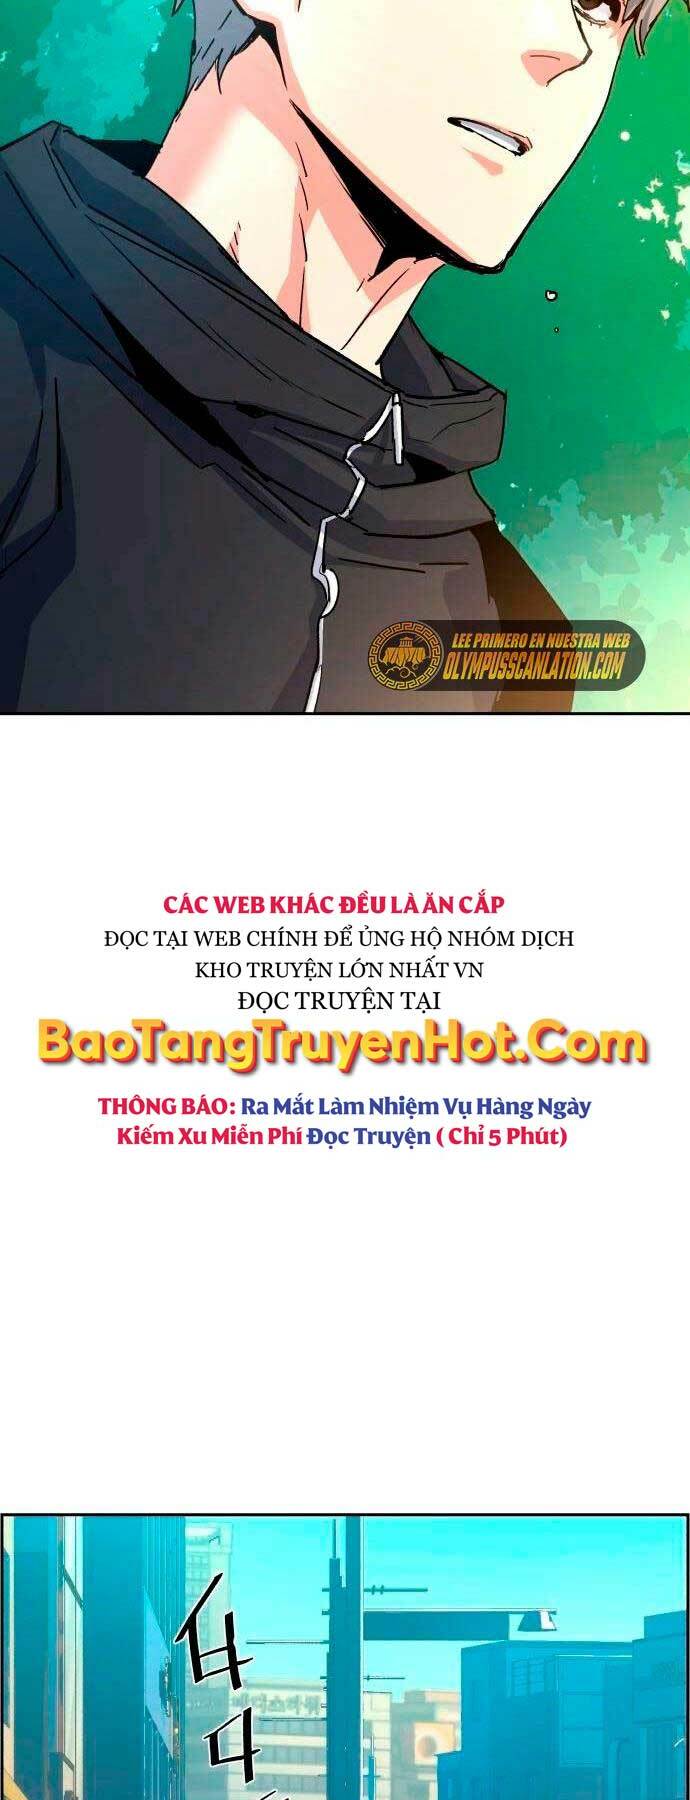 LEE PRIMERO EN NUESTRA WEB
OLYMPUSSCANLATION.COM
CÁC WEB KHÁC ĐỀU LÀ ĂN CẮP
ĐỌC TẠI WEB CHÍNH ĐỂ ỦNG HỘ NHÓM DỊCH
KHO TRUYỆN LỚN NHẤT VN
ĐỌC TRUYỆN TẠI
BaoTangTruyenHot.Com
THÔNG BÁO: Ra Mắt Làm Nhiệm Vụ Hàng Ngày
Kiếm Xu Miễn Phí Đọc Truyện ( Chỉ 5 Phút)